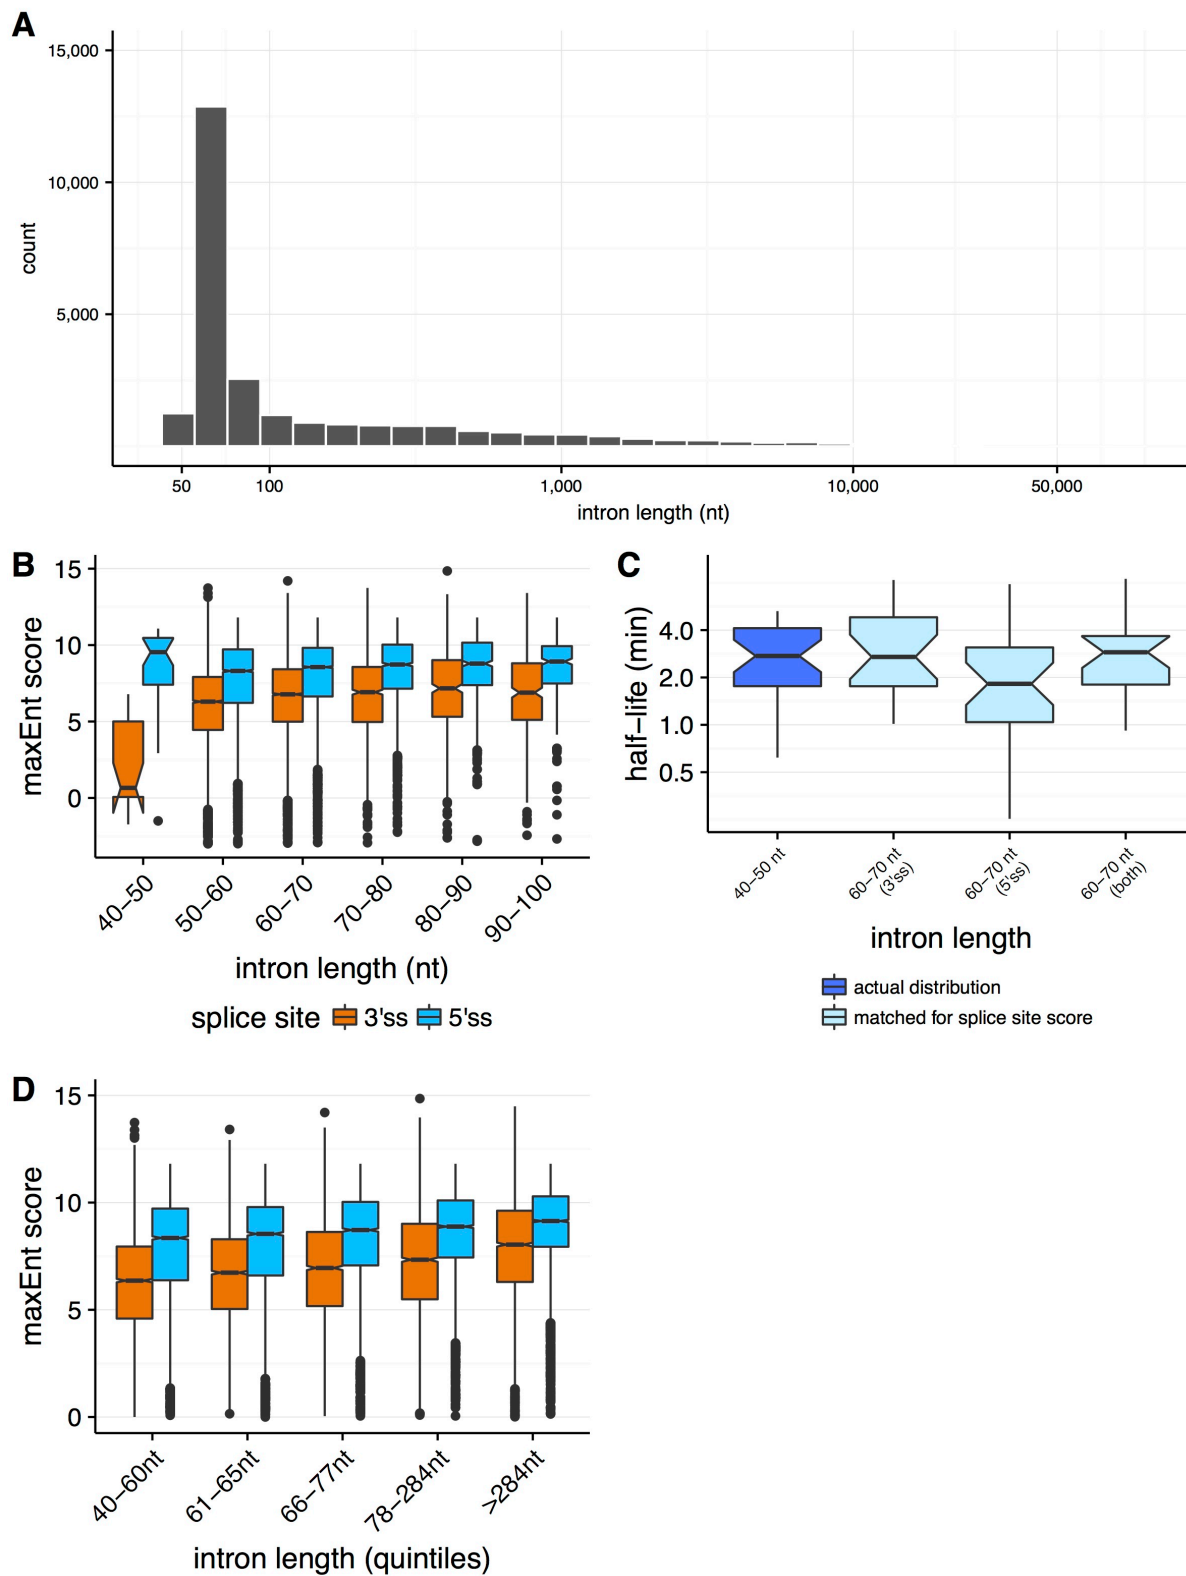 A
15,000
10,000
5,000
count
50 100 1,000 10,000 50,000
intron length (nt)
B
15
10
5
0
maxEnt score
40−50 50−60 60−70 70−80 80−90 90−100
intron length (nt)
splice site 3'ss 5'ss
C
4.0
2.0
1.0
0.5
half−life (min)
40−50 nt
60−70 nt
(3'ss)
60−70 nt
(5'ss)
60−70 nt
(both)
intron length
actual distribution
matched for splice site score
D
15
10
5
0
maxEnt score
40−60nt 61−65nt 66−77nt 78−284nt >284nt
intron length (quintiles)